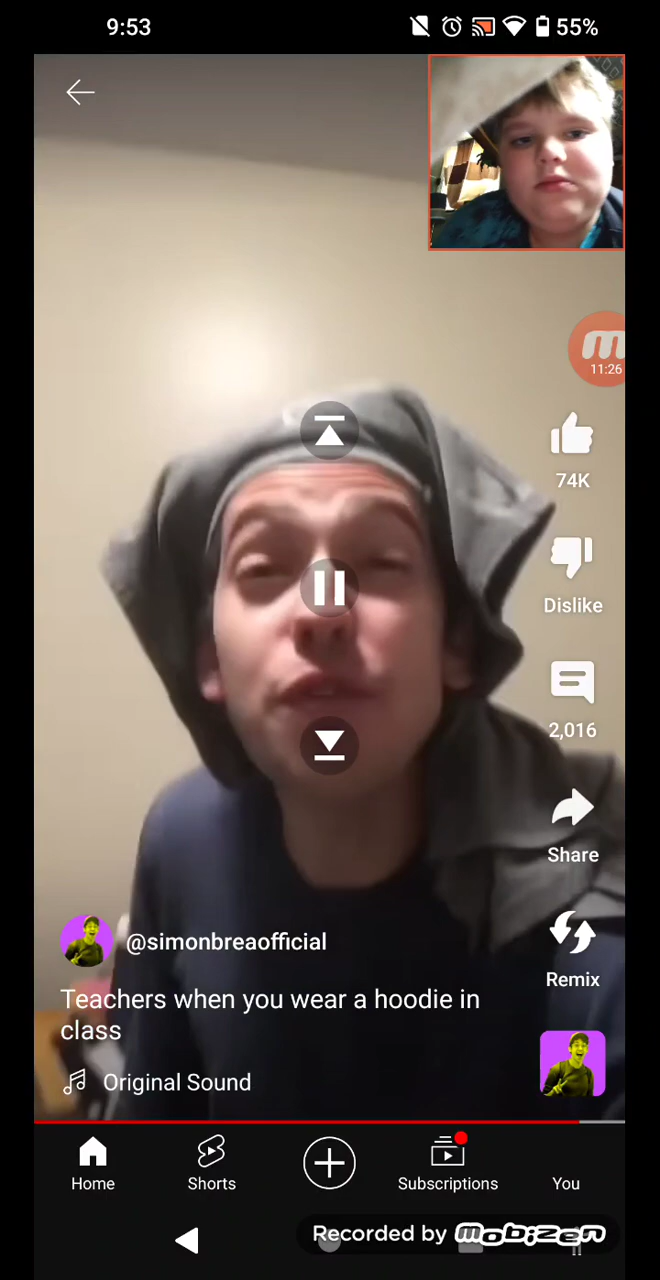 9:53
55%
m
11:26
74K
Dislike
2,016
Share
@simonbreaofficial
Remix
Teachers when you wear a hoodie in
class
Original Sound
Home
Shorts
Subscriptions
You
Recorded by mobizen